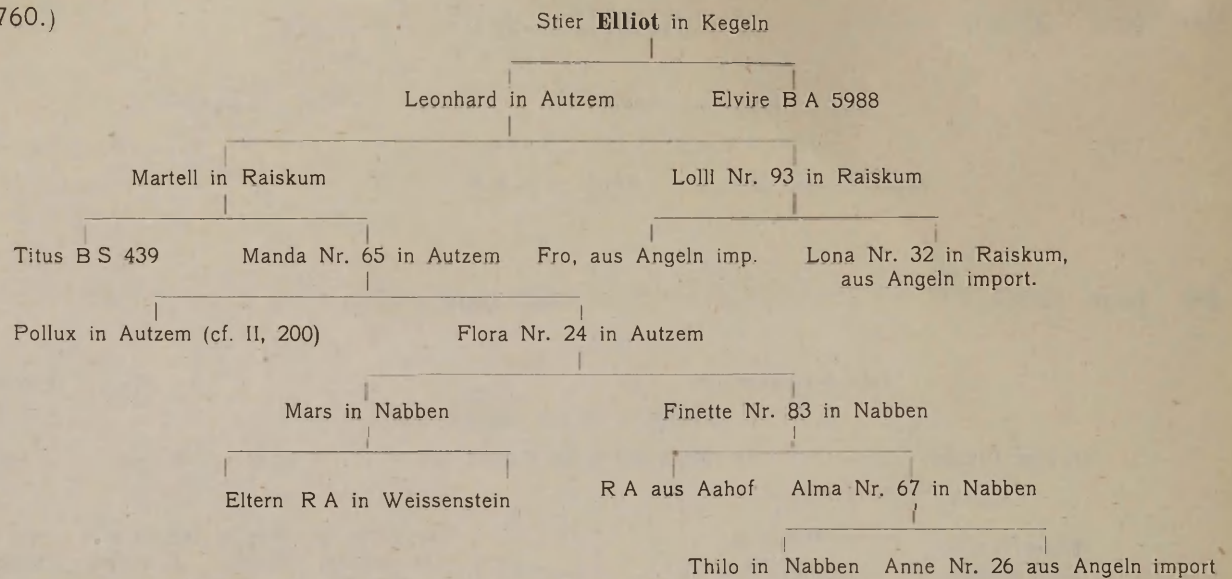 760.)
Stier Elliot in Kegeln
Leonhard in Autzem Elvire B A 5988
Martell in Raiskum Lolli Nr. 93 in Raiskum
Titus B S 439 Manda Nr. 65 in Autzem Fro, aus Angeln imp. Lona Nr. 32 in Raiskum,
aus Angeln import.
Pollux in Autzem (cf. II, 200) Flora Nr. 24 in Autzem
Mars in Nabben Finette Nr. 83 in Nabben
Eltern R A in Weissenstein R A aus Aahof Alma Nr. 67 in Nabben
Thilo in Nabben Anne Nr. 26 aus Angeln import